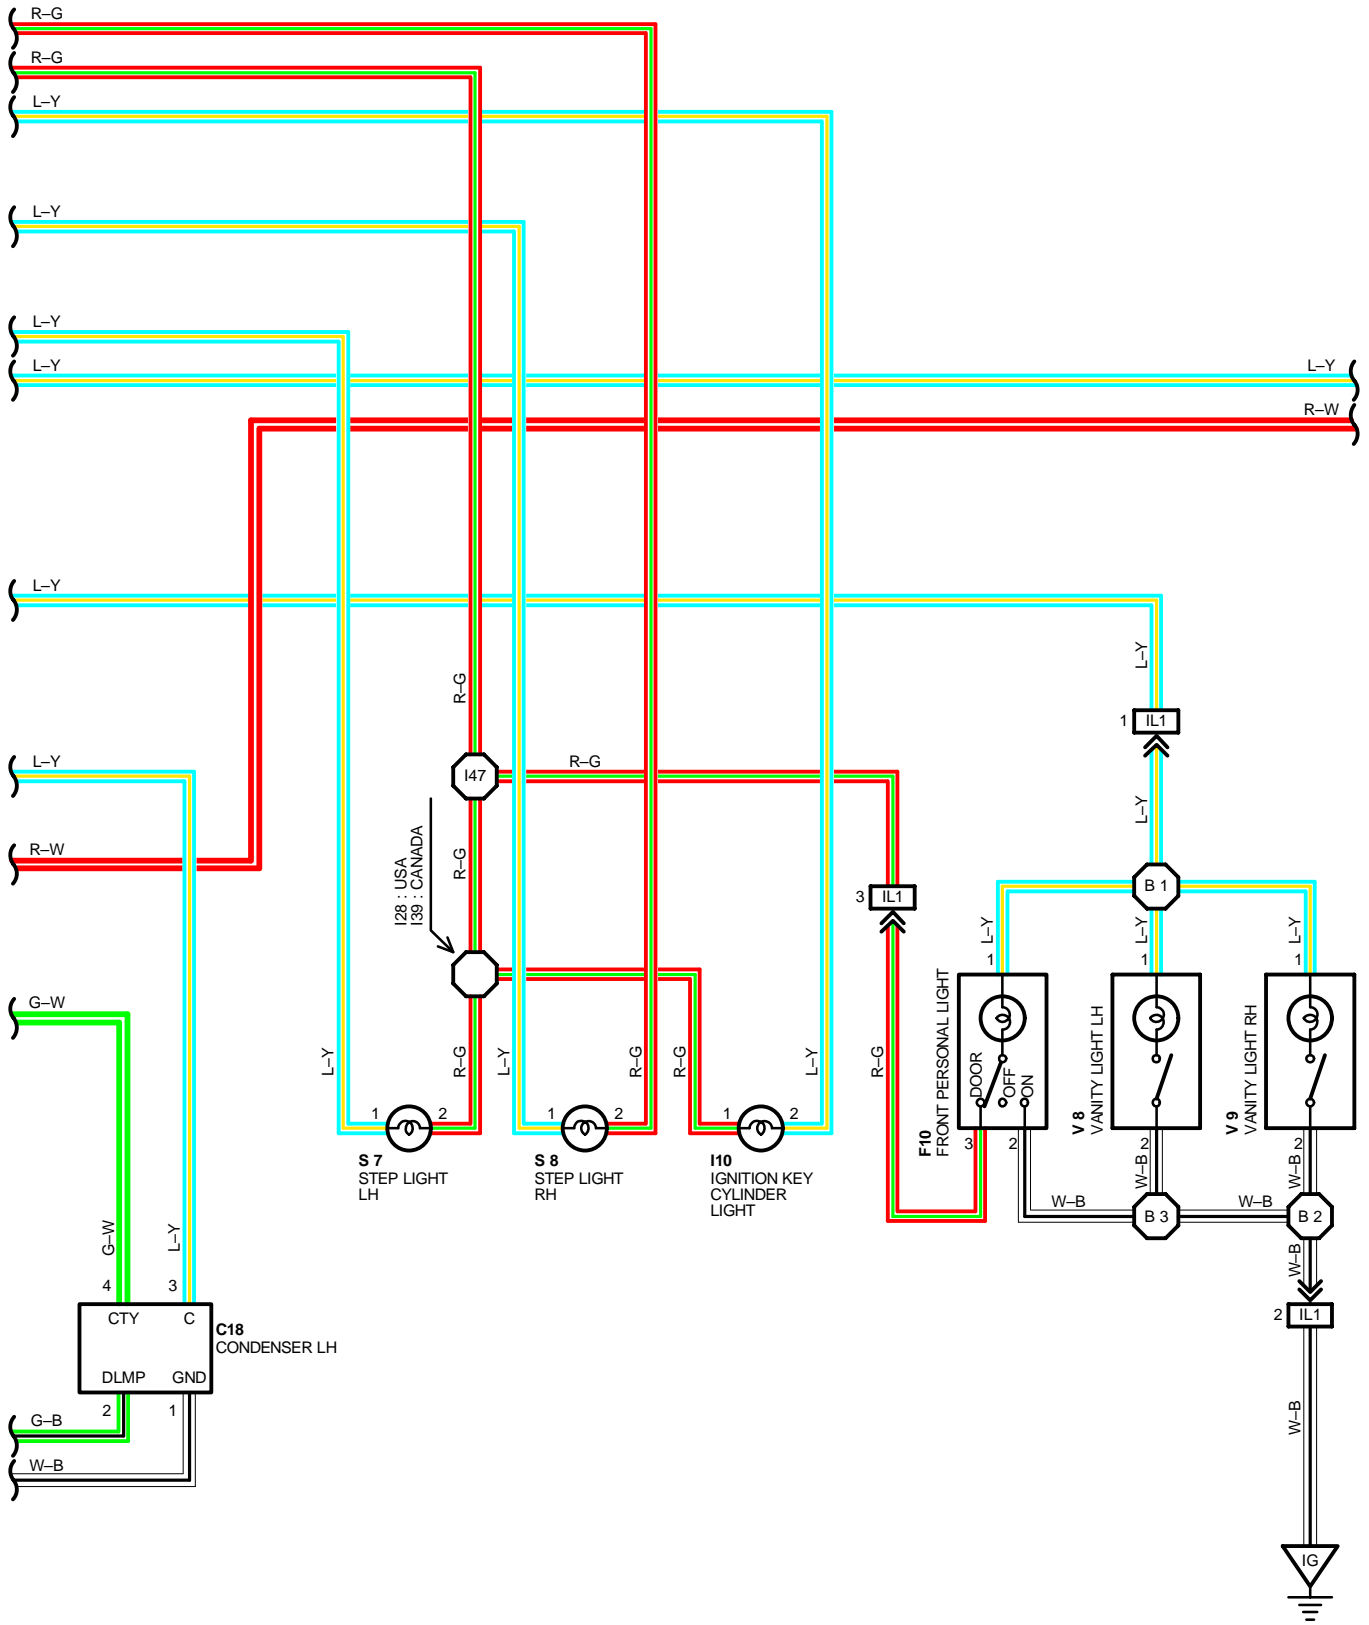 R–G
R–G
L–Y
L–Y
L–Y
L–Y
L–Y
R–W
L–Y
L–Y
1 IL1
R–G
L–Y
I47
R–G
L–Y
R–W
I28 : USA
I39 : CANADA
R–G
3 IL1
B 1
L–Y
L–Y
L–Y
1
1
1
G–W
L–Y
R–G
L–Y
R–G
R–G
L–Y
R–G
DOOR
OFF
ON
F10
FRONT PERSONAL LIGHT
V 8
VANITY LIGHT LH
V 9
VANITY LIGHT RH
1
2
1
2
1
2
3
2
2
2
S 7
STEP LIGHT
LH
S 8
STEP LIGHT
RH
I10
IGNITION KEY
CYLINDER
LIGHT
W–B
W–B
W–B
B 3
W–B
B 2
G–W
L–Y
W–B
4
3
CTY
C
C18
CONDENSER LH
2 IL1
DLMP
GND
2
1
G–B
W–B
W–B
IG